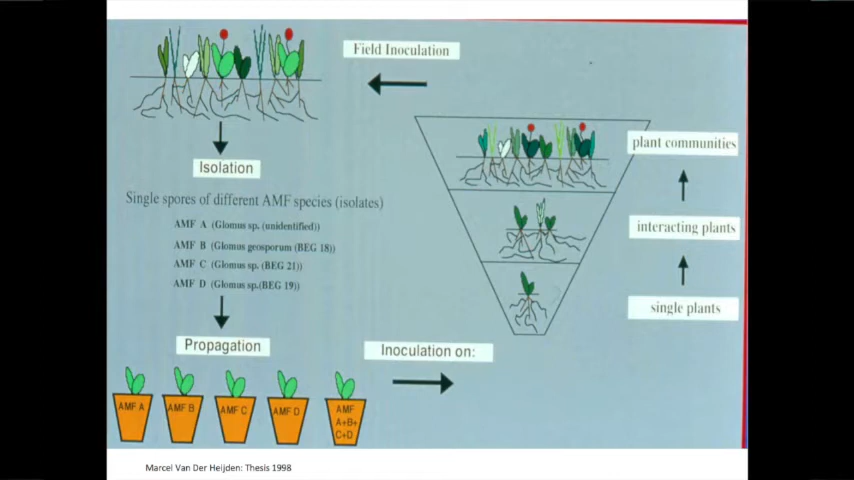 Field Inoculation
Isolation
Single spores of different AMF species (isolates)
AMF A (Glomus sp. (unidentified))
AMF B (Glomus geosporum (BEG 18))
AMF C (Glomus sp. (BEG 21))
AMF D (Glomus sp.(BEG 19))
Propagation
AMF A
AMF B
AMF C
AMF D
AMF
A+B+
C+D
Inoculation on:
plant communities
interacting plants
single plants
Marcel Van Der Heijden: Thesis 1998